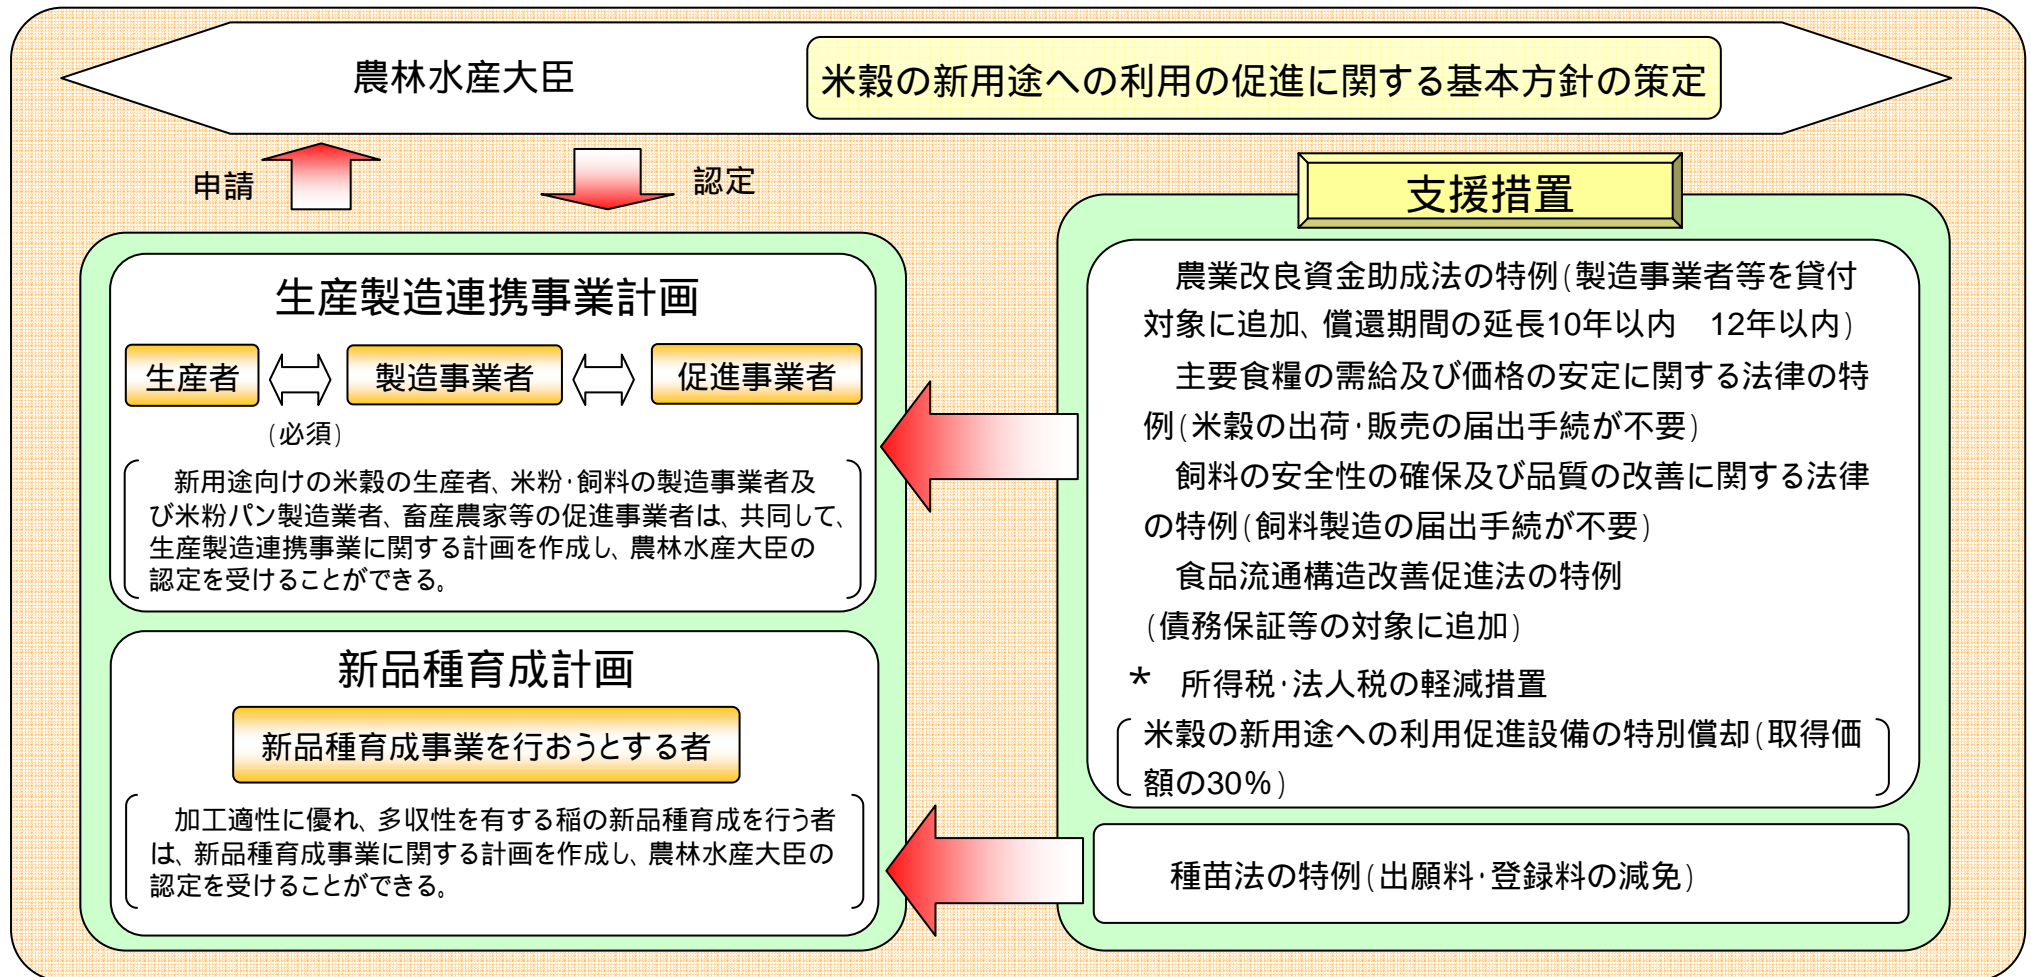 農林水産大臣
米穀の新用途への利用の促進に関する基本方針の策定
申請
認定
生産製造連携事業計画
生産者
製造事業者
促進事業者
(必須)
新用途向けの米穀の生産者、米粉・飼料の製造事業者及
び米粉パン製造業者、畜産農家等の促進事業者は、共同して、
生産製造連携事業に関する計画を作成し、農林水産大臣の
認定を受けることができる。
新品種育成計画
新品種育成事業を行おうとする者
加工適性に優れ、多収性を有する稲の新品種育成を行う者
は、新品種育成事業に関する計画を作成し、農林水産大臣の
認定を受けることができる。
支援措置
農業改良資金助成法の特例(製造事業者等を貸付
対象に追加、償還期間の延長10年以内　12年以内)
主要食糧の需給及び価格の安定に関する法律の特
例(米穀の出荷・販売の届出手続が不要)
飼料の安全性の確保及び品質の改善に関する法律
の特例(飼料製造の届出手続が不要)
食品流通構造改善促進法の特例
(債務保証等の対象に追加)
* 所得税・法人税の軽減措置
米穀の新用途への利用促進設備の特別償却(取得価
額の30%)
種苗法の特例(出願料・登録料の減免)